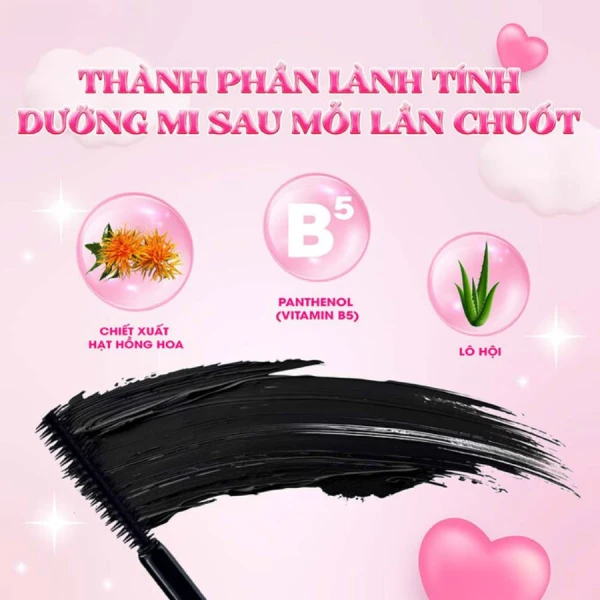 THÀNH PHẦN LÀNH TÍNH
DƯỠNG MI SAU MỖI LẦN CHUỐT
B5
PANTHENOL
(VITAMIN B5)
CHIẾT XUẤT
HẠT HỒNG HOA
LÔ HỘI